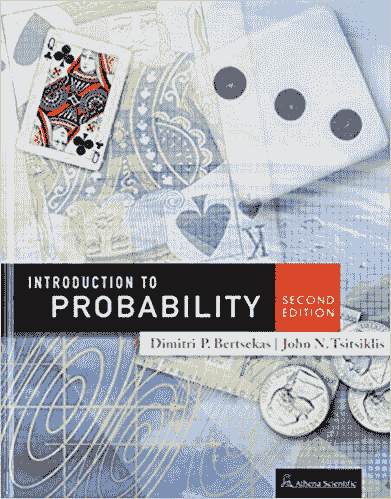 Q
Q
K
INTRODUCTION TO
PROBABILITY
SECOND
EDITION
Dimitri P. Bertsekas | John N. Tsitsiklis
Athena Scientific